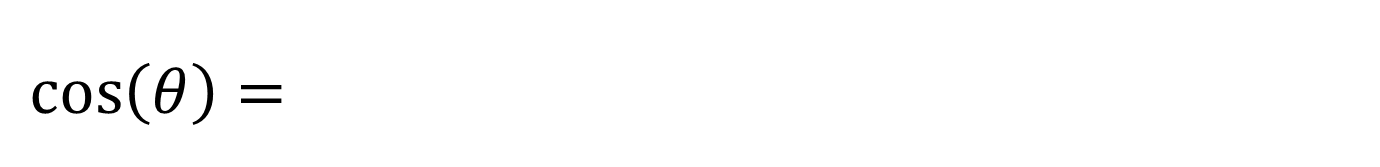 cos(θ) =